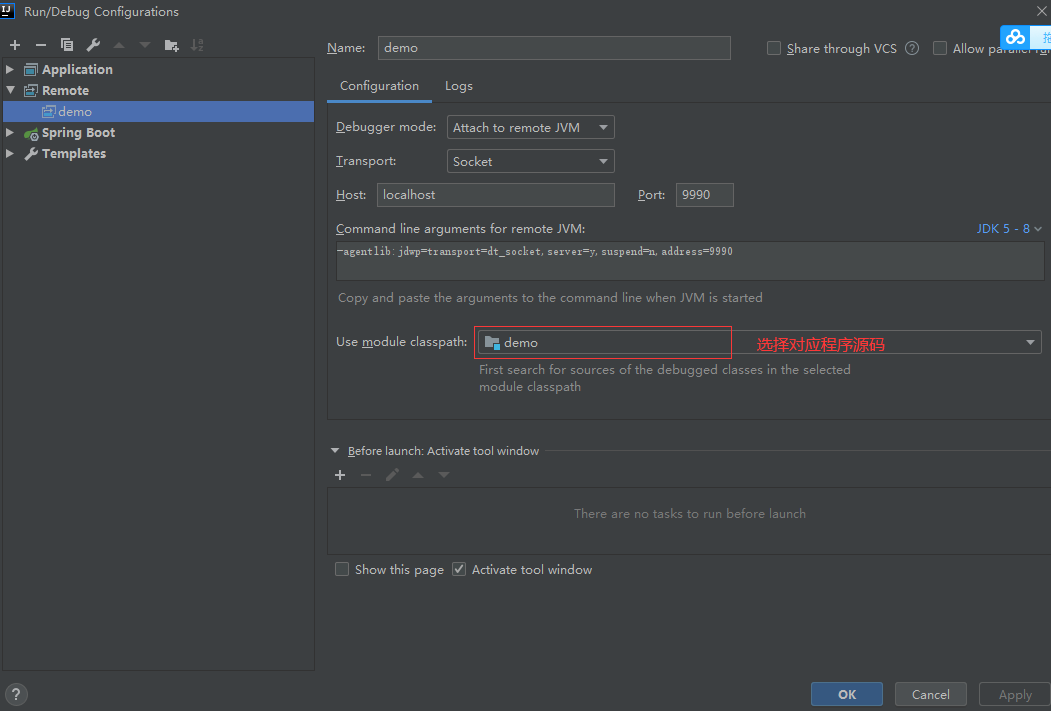 Run/Debug Configurations
Name: demo
Share through VCS
Allow parallel run
Application
Remote
demo
Spring Boot
Templates
Configuration Logs
Debugger mode: Attach to remote JVM
Transport: Socket
Host: localhost Port: 9990
Command line arguments for remote JVM: JDK 5 - 8
-agentlib:jdwp=transport=dt_socket,server=y,suspend=n,address=9990
Copy and paste the arguments to the command line when JVM is started
Use module classpath: demo 选择对应程序源码
First search for sources of the debugged classes in the selected
module classpath
Before launch: Activate tool window
There are no tasks to run before launch
Show this page Activate tool window
OK Cancel Apply